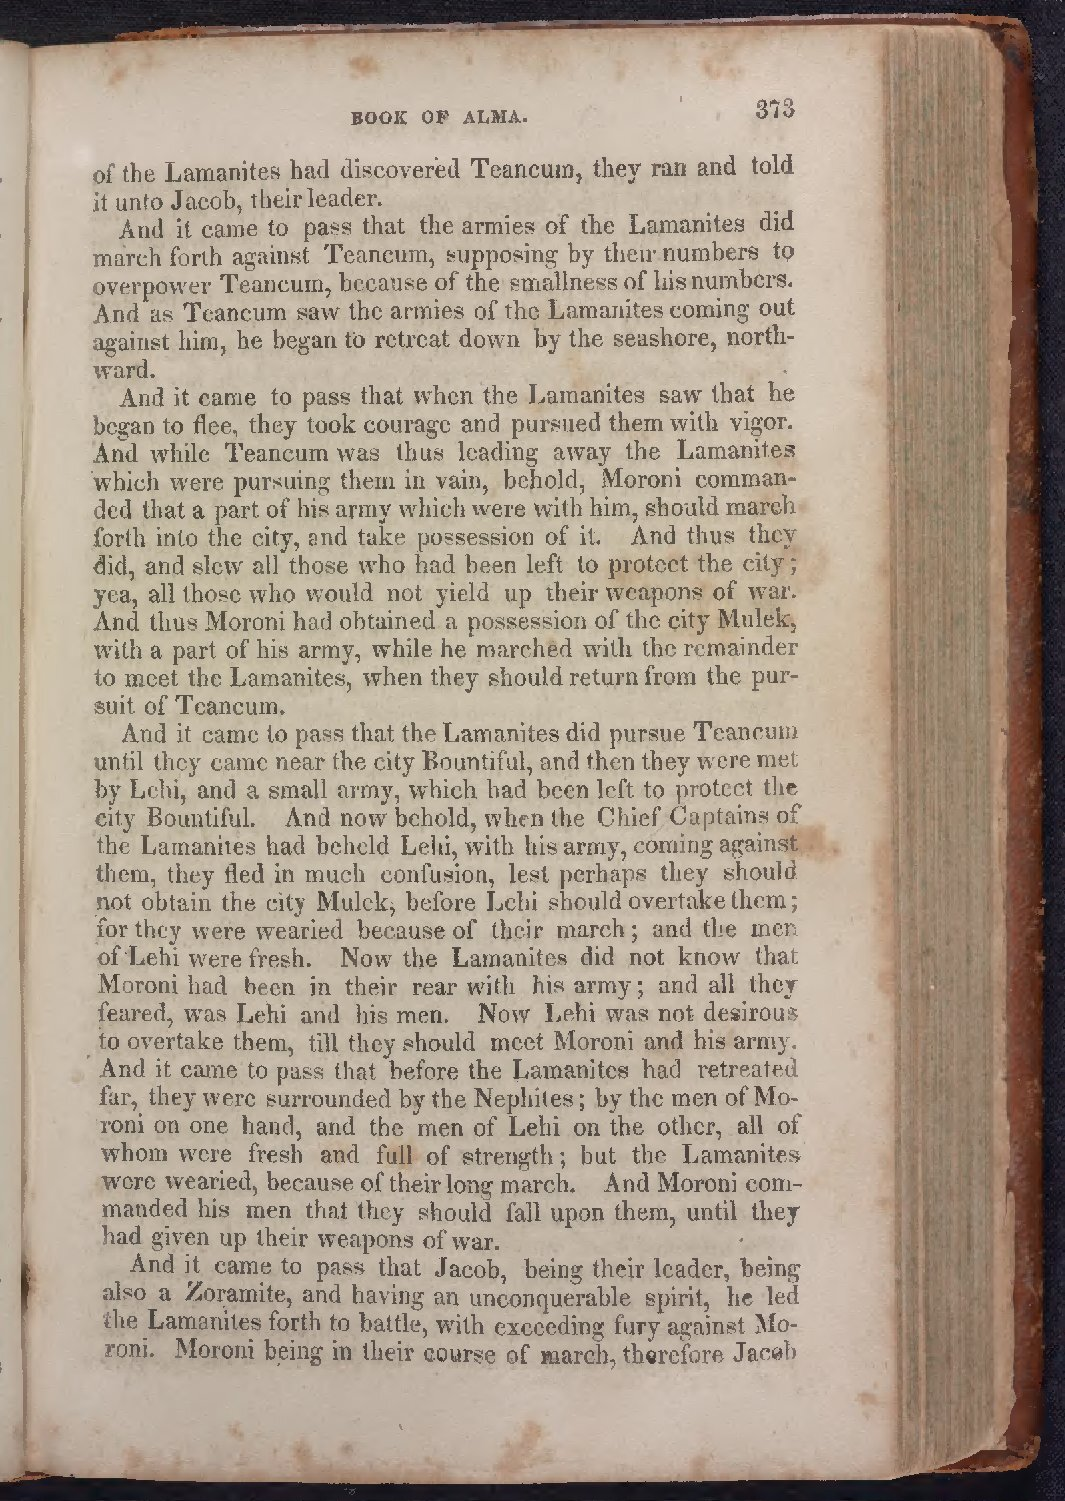 BOOK OF ALMA. 373
of the Lamanites had discovered Teancum, they ran and told
it unto Jacob, their leader.
And it came to pass that the armies of the Lamanites did
march forth against Teancum, supposing by their numbers to
overpower Teancum, because of the smallness of his numbers.
And as Teancum saw the armies of the Lamanites coming out
against him, he began to retreat down by the seashore, north-
ward.
And it came to pass that when the Lamanites saw that he
began to flee, they took courage and pursued them with vigor.
And while Teancum was thus leading away the Lamanites
which were pursuing them in vain, behold, Moroni comman-
ded that a part of his army which were with him, should march
forth into the city, and take possession of it. And thus they
did, and slew all those who had been left to protect the city;
yea, all those who would not yield up their weapons of war.
And thus Moroni had obtained a possession of the city Mulek,
with a part of his army, while he marched with the remainder
to meet the Lamanites, when they should return from the pur-
suit of Teancum.
And it came to pass that the Lamanites did pursue Teancum
until they came near the city Bountiful, and then they were met
by Lehi, and a small army, which had been left to protect the
city Bountiful. And now behold, when the Chief Captains of
the Lamanites had beheld Lehi, with his army, coming against
them, they fled in much confusion, lest perhaps they should
not obtain the city Mulek, before Lehi should overtake them;
for they were wearied because of their march; and the men
of Lehi were fresh. Now the Lamanites did not know that
Moroni had been in their rear with his army; and all they
feared, was Lehi and his men. Now Lehi was not desirous
to overtake them, till they should meet Moroni and his army.
And it came to pass that before the Lamanites had retreated
far, they were surrounded by the Nephites; by the men of Mo-
roni on one hand, and the men of Lehi on the other, all of
whom were fresh and full of strength; but the Lamanites
were wearied, because of their long march. And Moroni com-
manded his men that they should fall upon them, until they
had given up their weapons of war.
And it came to pass that Jacob, being their leader, being
also a Zoramite, and having an unconquerable spirit, he led
the Lamanites forth to battle, with exceeding fury against Mo-
roni. Moroni being in their course of march, therefore Jacob